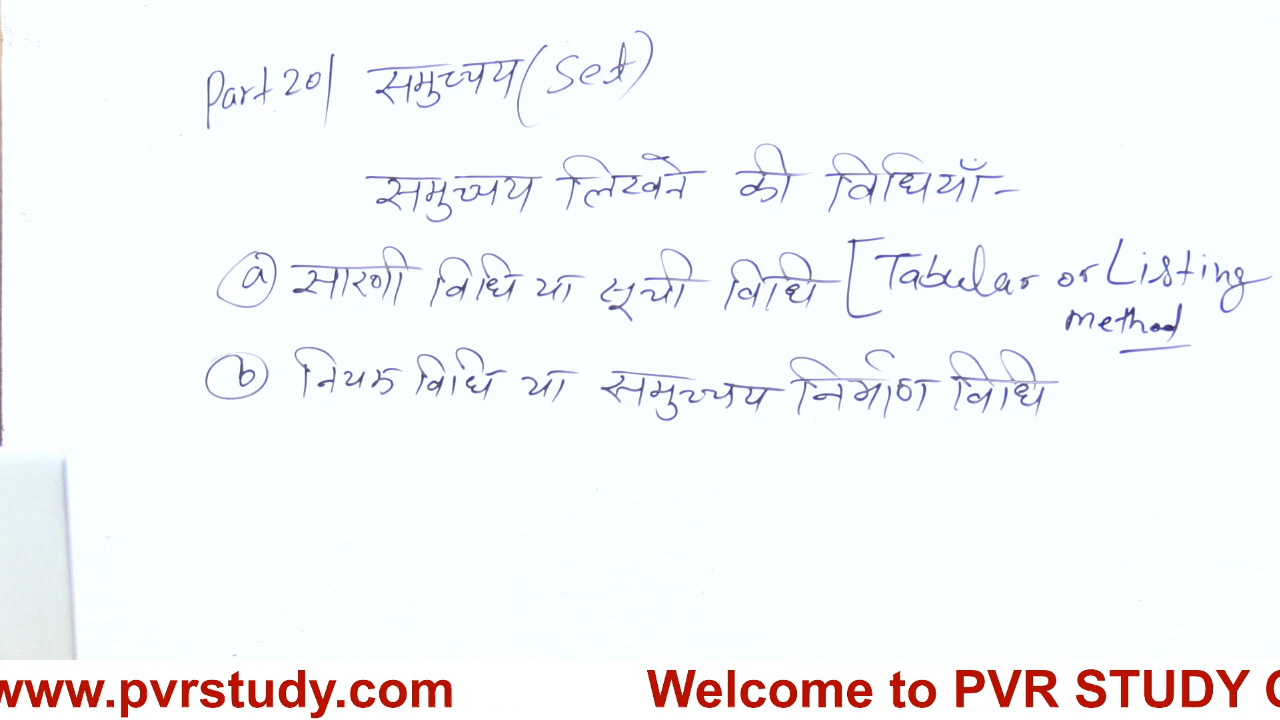 Part 20| समुच्चय (Set)
समुच्चय लिखने की विधियाँ-
(a) सारणी विधि या सूची विधि [Tabular or Listing
method
(b) नियम विधि या समुच्चय निर्माण विधि
www.pvrstudy.com Welcome to PVR STUDY C